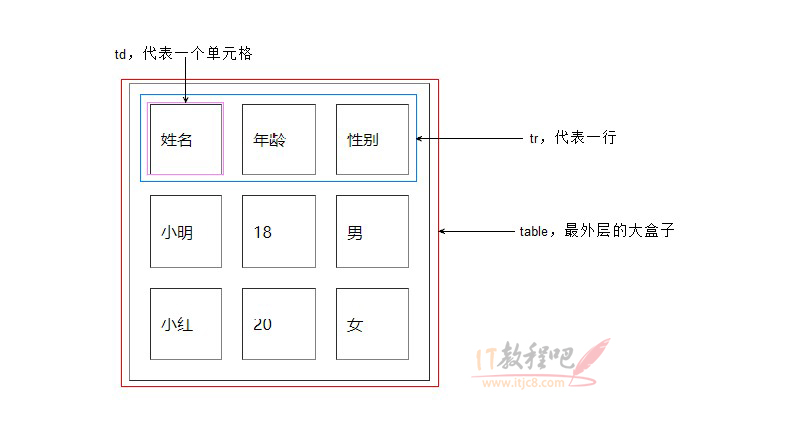 td，代表一个单元格
姓名 年龄 性别
tr，代表一行
小明 18 男
table，最外层的大盒子
小红 20 女
IT教程吧
www.itjc8.com